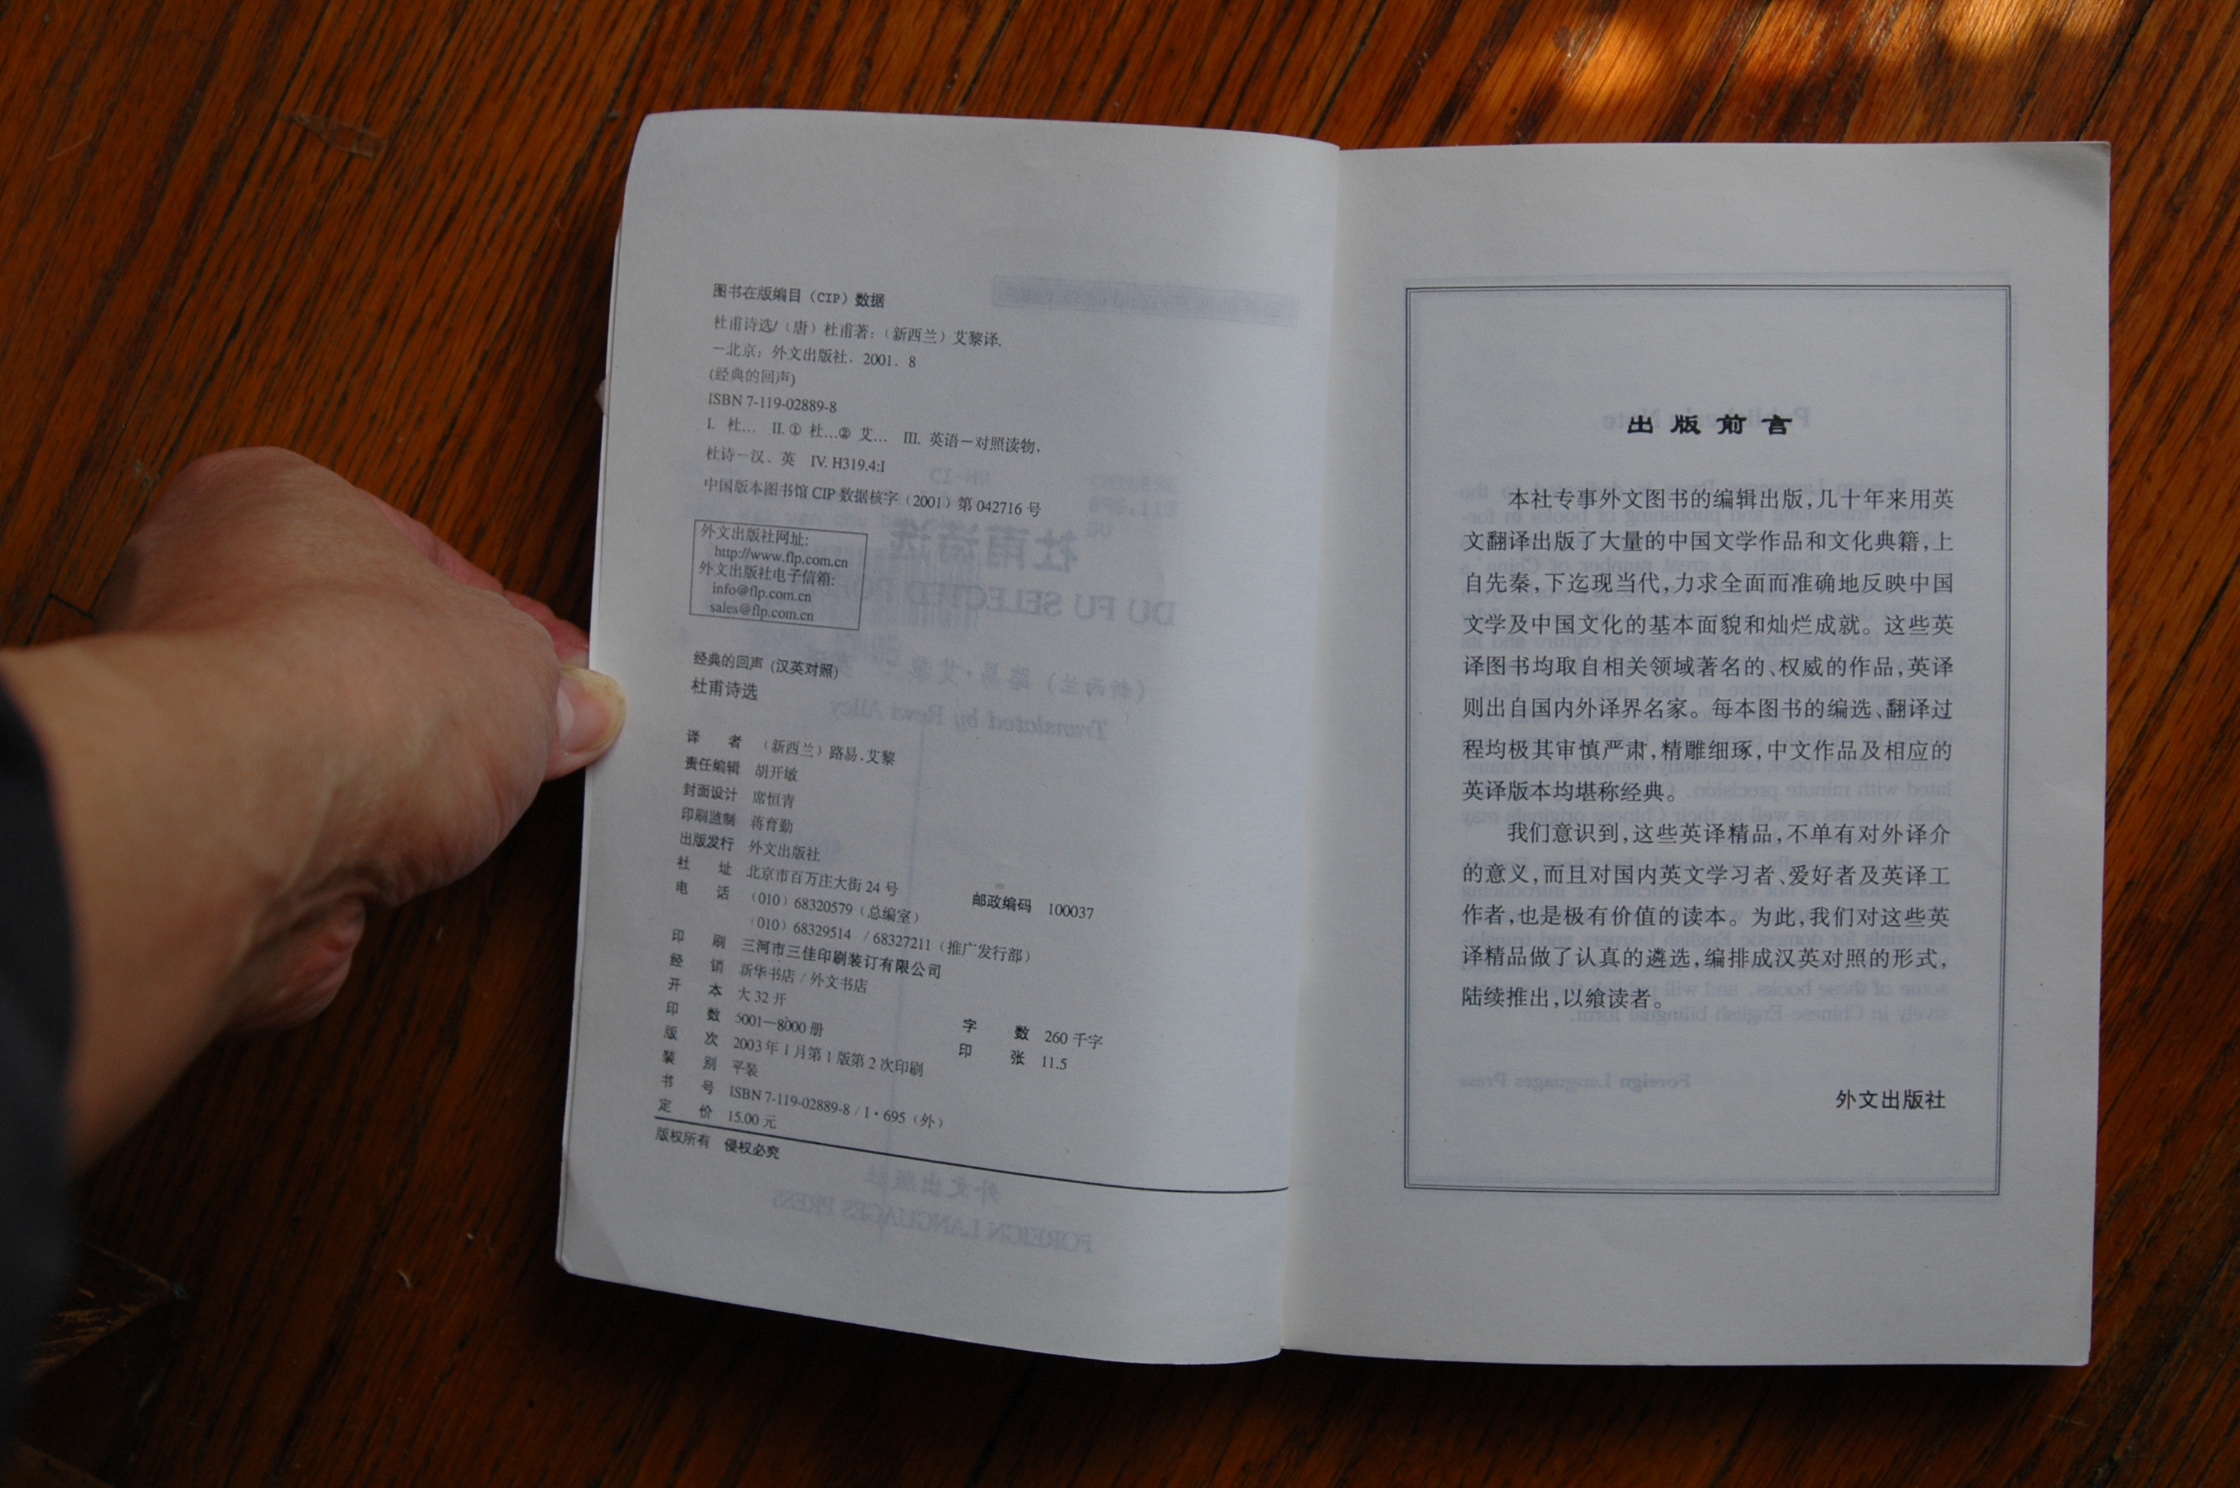 图书在版编目（CIP）数据
杜甫诗选/（唐）杜甫著；（新西兰）艾黎译.
—北京：外文出版社，2001.8
（经典的回声）
ISBN 7-119-02889-8
I. 杜… II. ① 杜…② 艾… III. 英语—对照读物，
杜诗—汉、英 IV. H319.4:I
中国版本图书馆 CIP 数据核字（2001）第 042716 号
外文出版社网址：
http://www.flp.com.cn
外文出版社电子信箱：
info@flp.com.cn
sales@flp.com.cn
经典的回声（汉英对照）
杜甫诗选
译 者 （新西兰）路易.艾黎
责任编辑 胡开敏
封面设计 席恒青
印刷监制 蒋育勤
出版发行 外文出版社
社 址 北京市百万庄大街 24 号 邮政编码 100037
电 话 （010）68320579（总编室）
（010）68329514 / 68327211（推广发行部）
印 刷 三河市三佳印刷装订有限公司
经 销 新华书店 / 外文书店
开 本 大 32 开 字 数 260 千字
印 数 5001—8000 册 印 张 11.5
版 次 2003 年 1 月第 1 版第 2 次印刷
装 别 平装
书 号 ISBN 7-119-02889-8 / I·695（外）
定 价 15.00 元
版权所有 侵权必究
出版前言
本社专事外文图书的编辑出版，几十年来用英
文翻译出版了大量的中国文学作品和文化典籍，上
自先秦，下迄现当代，力求全面而准确地反映中国
文学及中国文化的基本面貌和灿烂成就。这些英
译图书均取自相关领域著名的、权威的作品，英译
则出自国内外译界名家。每本图书的编选、翻译过
程均极其审慎严肃，精雕细琢，中文作品及相应的
英译版本均堪称经典。
我们意识到，这些英译精品，不单有对外译介
的意义，而且对国内英文学习者、爱好者及英译工
作者，也是极有价值的读本。为此，我们对这些英
译精品做了认真的遴选，编排成汉英对照的形式，
陆续推出，以飨读者。
外文出版社